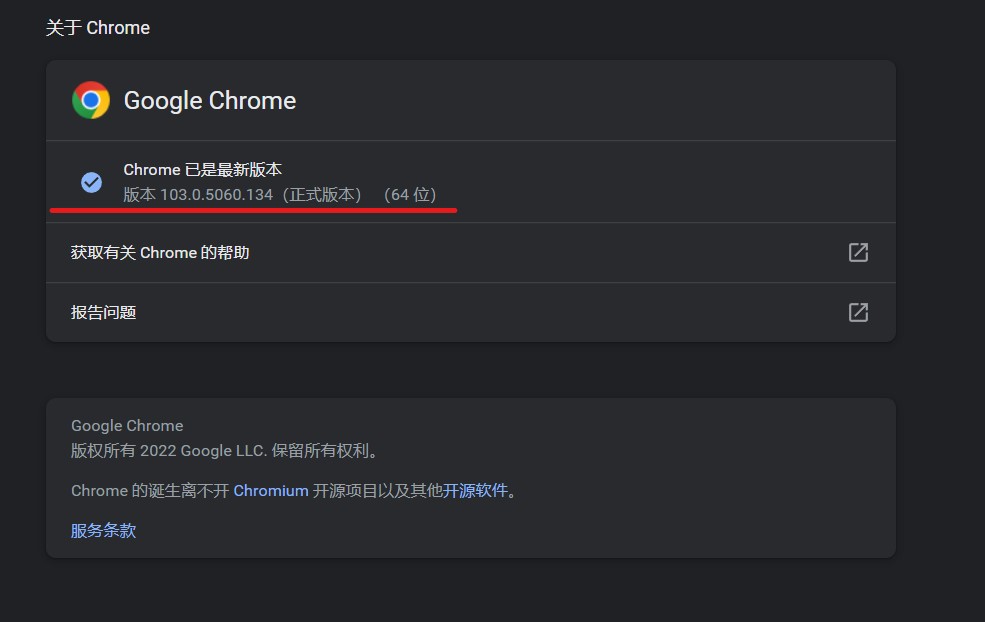 关于 Chrome
Google Chrome
Chrome 已是最新版本
版本 103.0.5060.134（正式版本） （64 位）
获取有关 Chrome 的帮助
报告问题
Google Chrome
版权所有 2022 Google LLC. 保留所有权利。
Chrome 的诞生离不开 Chromium 开源项目以及其他开源软件。
服务条款